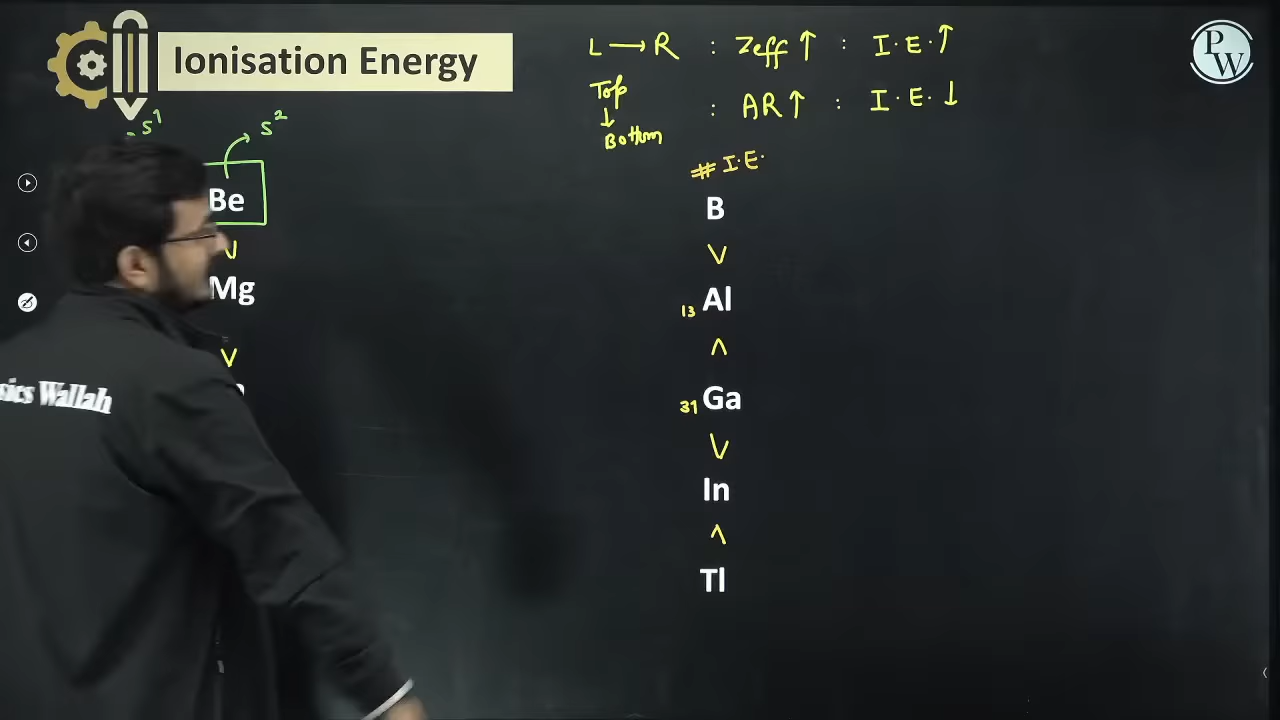 Ionisation Energy
L → R : Zeff ↑ : I.E. ↑
Top
↓
Bottom
: AR ↑ : I.E. ↓
PW
s¹
s²
# I.E.
Be
B
V
V
Mg
13 Al
V
Λ
31 Ga
sics Wallah
V
In
Λ
Tl